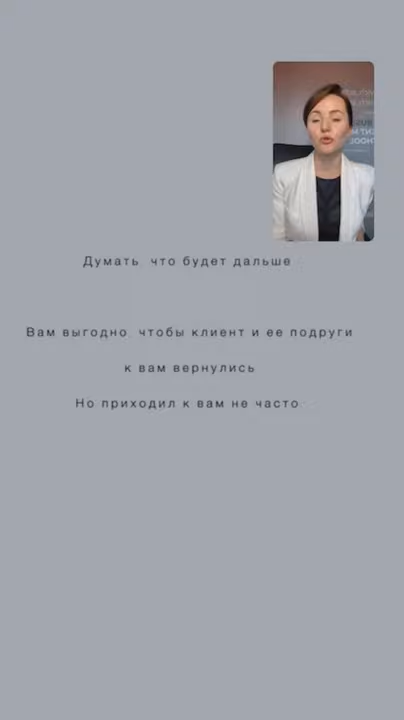 Думать что будет дальше
Вам выгодно чтобы клиент и ее подруги
к вам вернулись
Но приходил к вам не часто